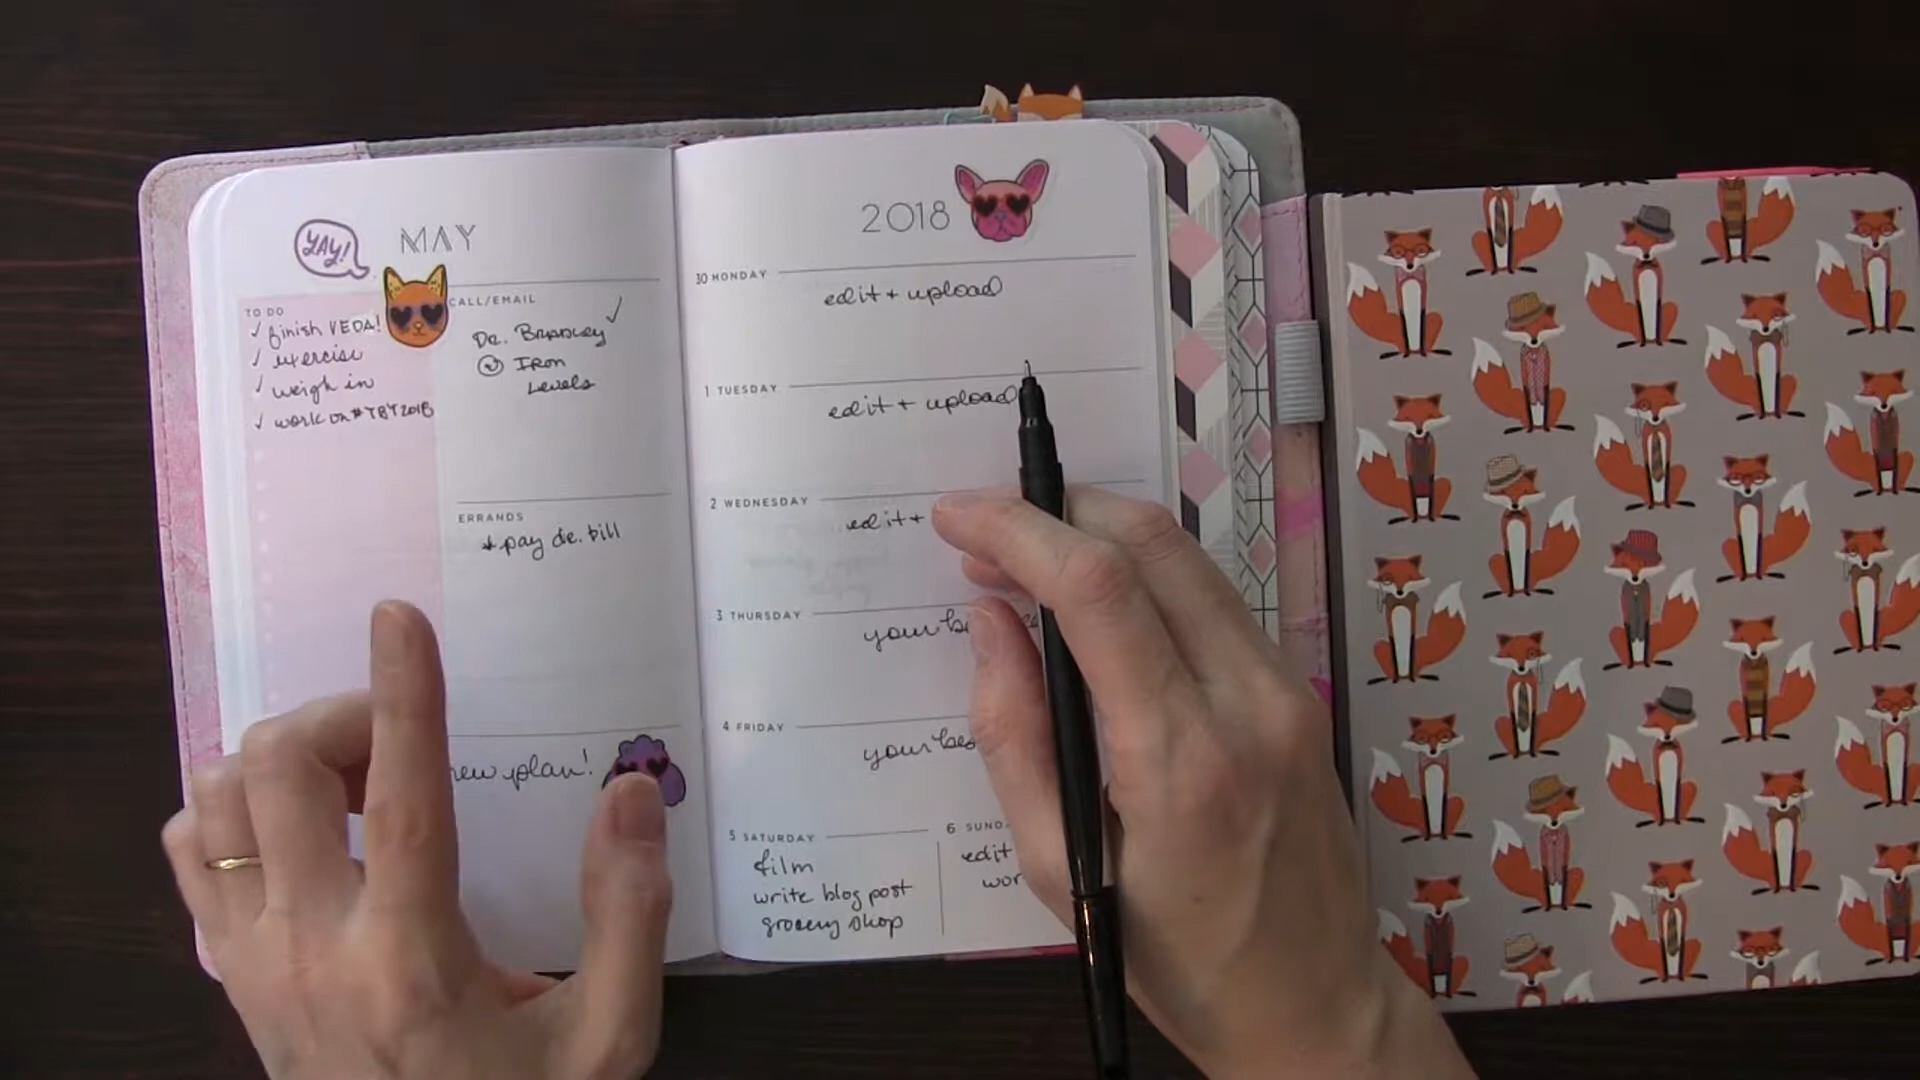 YAY!
MAY
TO DO
✓ finish VEDA!
✓ exercise
✓ weigh in
✓ work on #TBY2018
CALL/EMAIL
Dr. Bradley ✓
Iron
Levels
ERRANDS
* pay dr. bill
new plan!
2018
30 MONDAY
edit + upload
1 TUESDAY
edit + upload
2 WEDNESDAY
edit +
3 THURSDAY
your
4 FRIDAY
your
5 SATURDAY
film
write blog post
grocery shop
6
edit